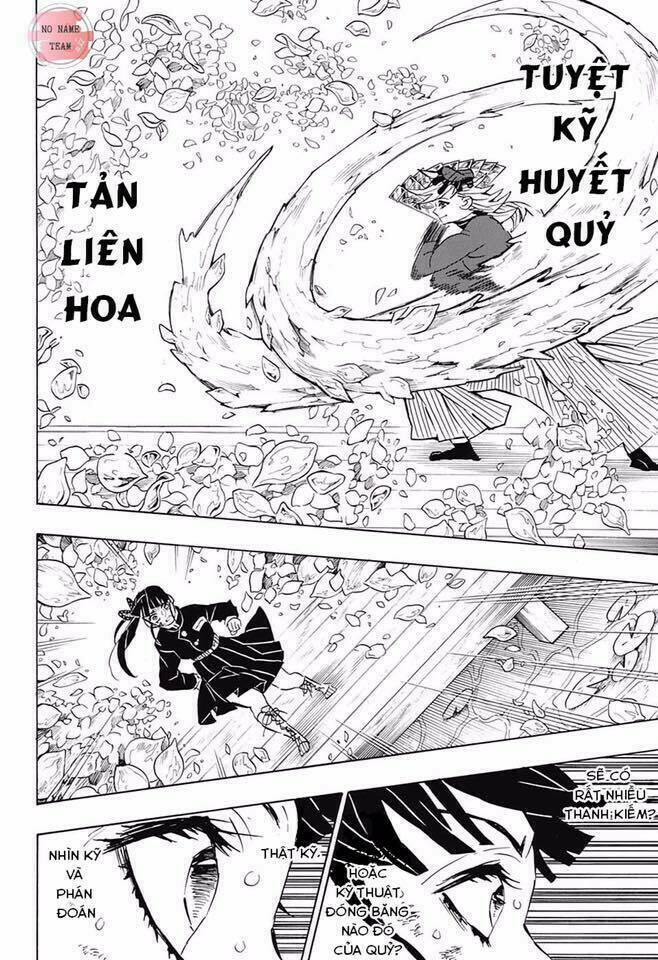 NO NAME
TEAM
TUYỆT
KỸ
HUYẾT
QUỶ
TẢN
LIÊN
HOA
SẼ CÓ
RẤT NHIỀU
THANH KIẾM?
HOẶC
KỸ THUẬT
ĐÓNG BĂNG
NÀO ĐÓ
CỦA QUỶ?
THẬT KỸ.
NHÌN KỸ
VÀ
PHÁN
ĐOÁN